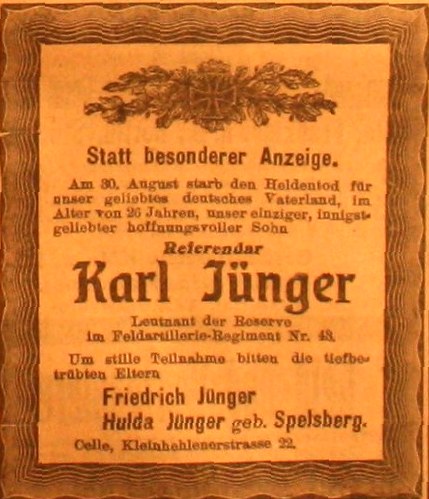 Statt besonderer Anzeige.
Am 30. August starb den Heldentod für
unser geliebtes deutsches Vaterland, im
Alter von 26 Jahren, unser einziger, innigst-
geliebter hoffnungsvoller Sohn
Referendar
Karl Jünger
Leutnant der Reserve
im Feldartillerie-Regiment Nr. 43.
Um stille Teilnahme bitten die tiefbe-
trübten Eltern
Friedrich Jünger
Hulda Jünger geb. Spelsberg.
Celle, Kleinhehlenerstrasse 22.